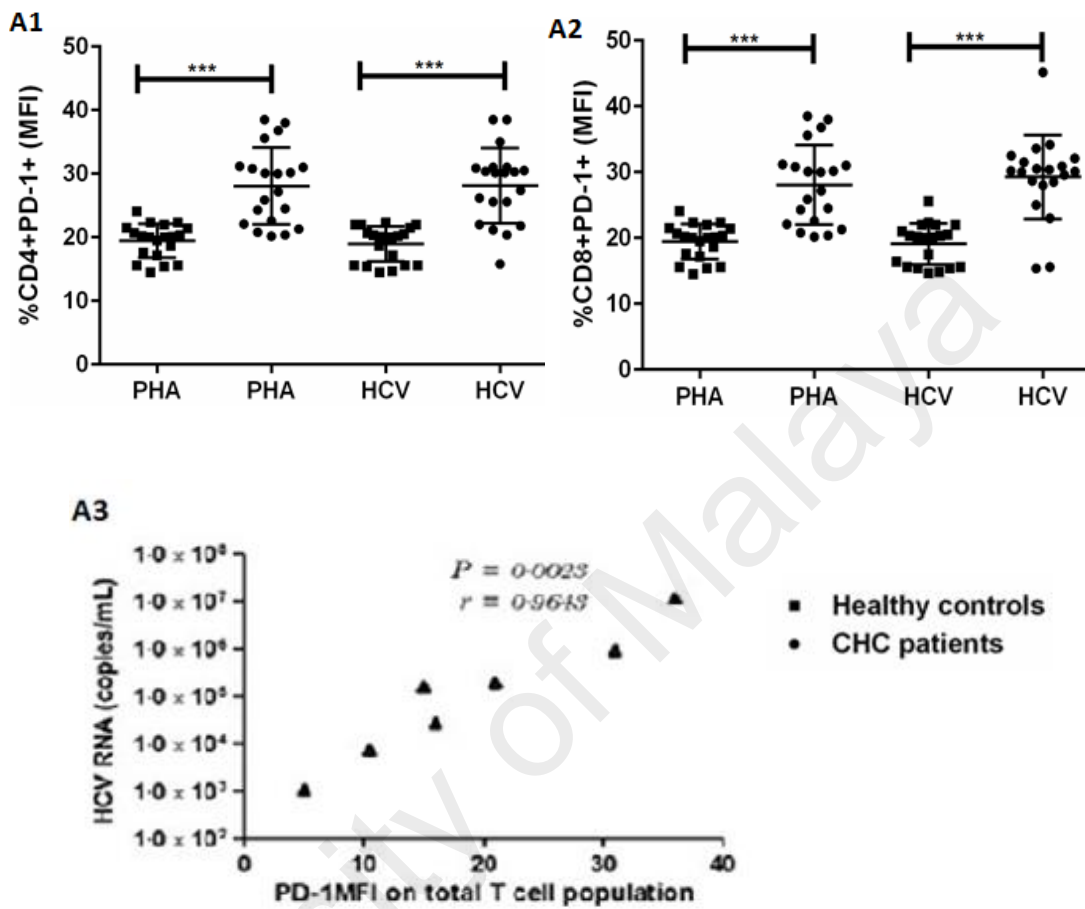 A1
A2
%CD4+PD-1+ (MFI)
50
40
30
20
10
0
***
***
PHA
PHA
HCV
HCV
%CD8+PD-1+ (MFI)
50
40
30
20
10
0
***
***
PHA
PHA
HCV
HCV
A3
HCV RNA (copies/mL)
1·0 × 10⁸
1·0 × 10⁷
1·0 × 10⁶
1·0 × 10⁵
1·0 × 10⁴
1·0 × 10³
1·0 × 10²
P = 0·0023
r = 0·9643
0
10
20
30
40
PD-1MFI on total T cell population
Healthy controls
CHC patients
sity of Malaya